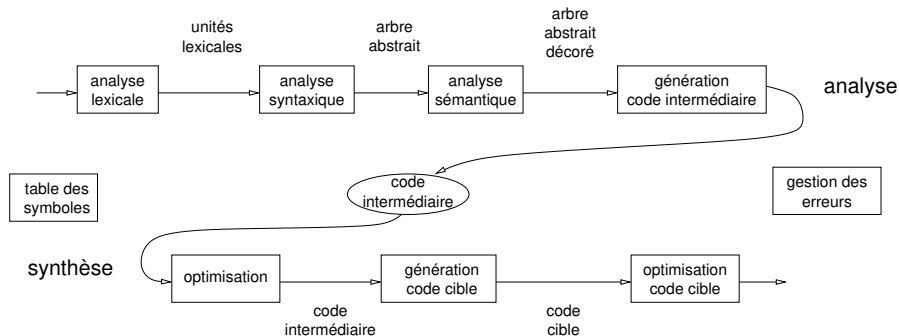 unités
lexicales
arbre
abstrait
arbre
abstrait
décoré
analyse
lexicale
analyse
syntaxique
analyse
sémantique
génération
code intermédiaire
analyse
table des
symboles
code
intermédiaire
gestion des
erreurs
synthèse
optimisation
génération
code cible
optimisation
code cible
code
intermédiaire
code
cible